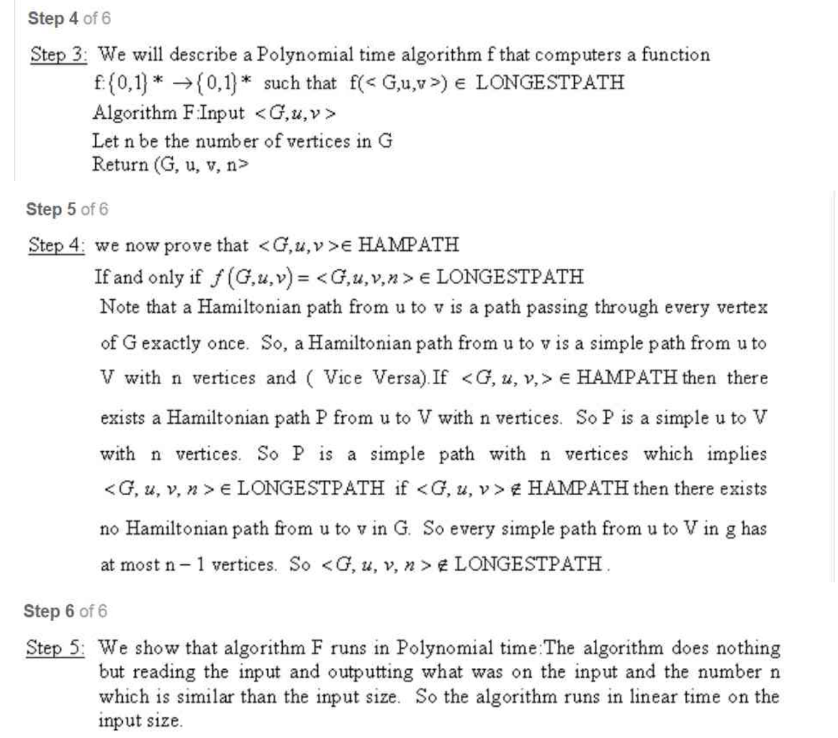 Step 4 of 6
Step 3: We will describe a Polynomial time algorithm f that computers a function
f:{0,1}* →{0,1}* such that f(< G,u,v>) ∈ LONGESTPATH
Algorithm F:Input <G,u,v>
Let n be the number of vertices in G
Return (G, u, v, n>
Step 5 of 6
Step 4: we now prove that <G,u,v>∈ HAMPATH
If and only if f (G,u,v) = <G,u,v,n> ∈ LONGESTPATH
Note that a Hamiltonian path from u to v is a path passing through every vertex
of G exactly once. So, a Hamiltonian path from u to v is a simple path from u to
V with n vertices and ( Vice Versa).If <G, u, v,> ∈ HAMPATH then there
exists a Hamiltonian path P from u to V with n vertices. So P is a simple u to V
with n vertices. So P is a simple path with n vertices which implies
<G, u, v, n >∈ LONGESTPATH if <G, u, v> ∉ HAMPATH then there exists
no Hamiltonian path from u to v in G. So every simple path from u to V in g has
at most n − 1 vertices. So <G, u, v, n > ∉ LONGESTPATH.
Step 6 of 6
Step 5: We show that algorithm F runs in Polynomial time:The algorithm does nothing
but reading the input and outputting what was on the input and the number n
which is similar than the input size. So the algorithm runs in linear time on the
input size.